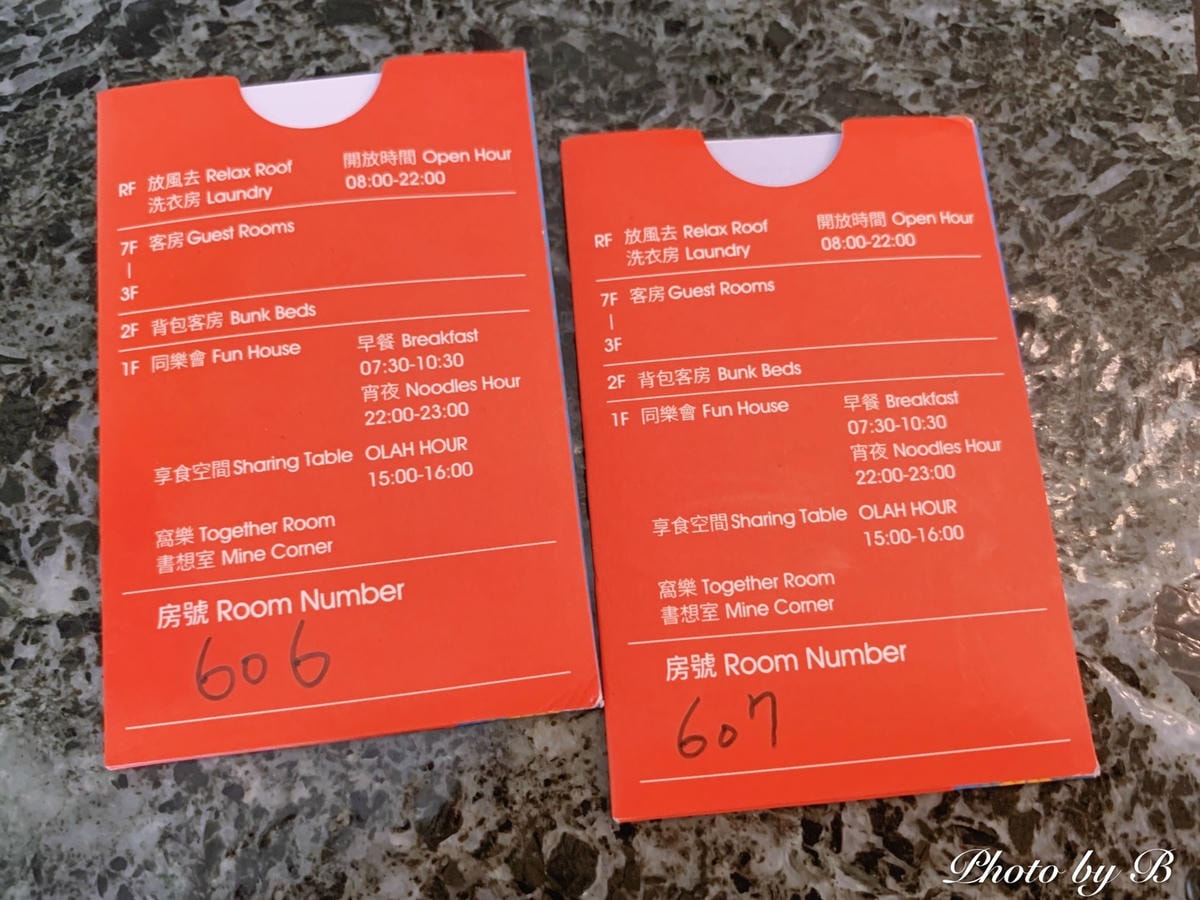 RF 放風去 Relax Roof 開放時間 Open Hour
洗衣房 Laundry 08:00-22:00
7F 客房 Guest Rooms
|
3F
2F 背包客房 Bunk Beds
1F 同樂會 Fun House 早餐 Breakfast
07:30-10:30
宵夜 Noodles Hour
22:00-23:00
享食空間 Sharing Table OLAH HOUR
15:00-16:00
窩樂 Together Room
書想室 Mine Corner
房號 Room Number
606
RF 放風去 Relax Roof 開放時間 Open Hour
洗衣房 Laundry 08:00-22:00
7F 客房 Guest Rooms
|
3F
2F 背包客房 Bunk Beds
1F 同樂會 Fun House 早餐 Breakfast
07:30-10:30
宵夜 Noodles Hour
22:00-23:00
享食空間 Sharing Table OLAH HOUR
15:00-16:00
窩樂 Together Room
書想室 Mine Corner
房號 Room Number
607
Photo by B